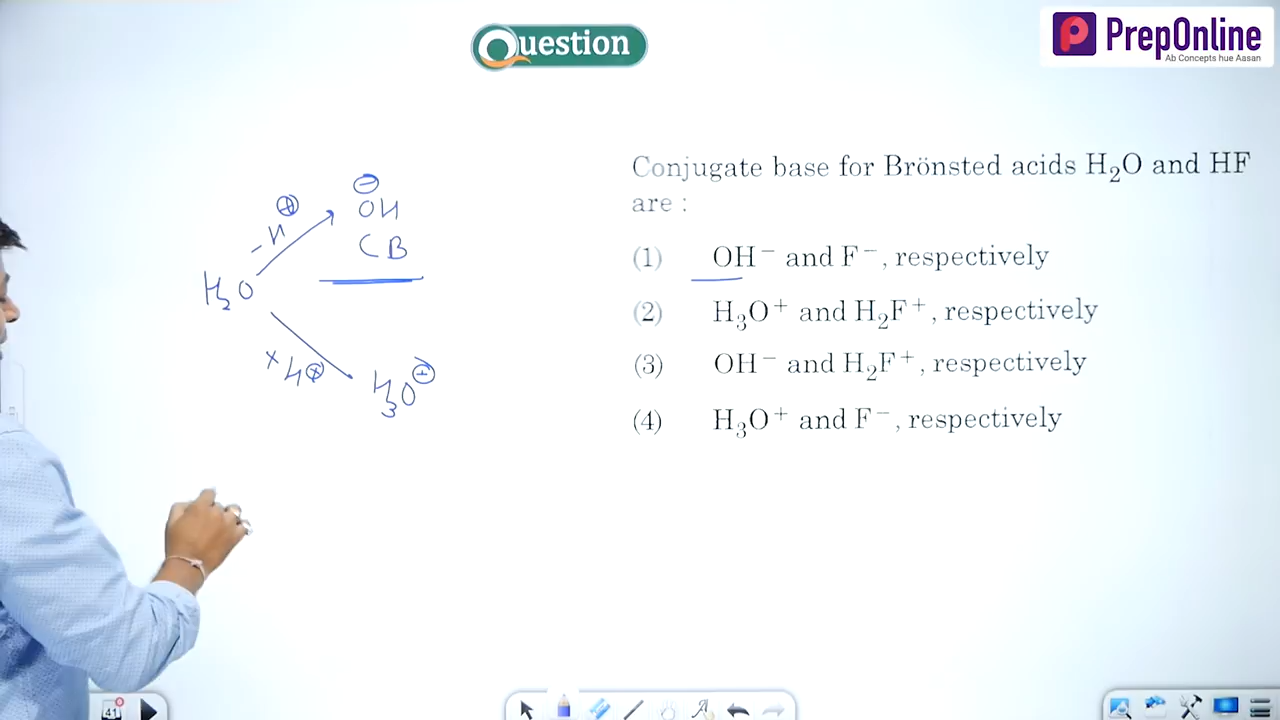 Question
PrepOnline
Ab Concepts hue Aasan
Conjugate base for Brönsted acids H₂O and HF
are :
(1) OH⁻ and F⁻, respectively
(2) H₃O⁺ and H₂F⁺, respectively
(3) OH⁻ and H₂F⁺, respectively
(4) H₃O⁺ and F⁻, respectively
⊖
OH
CB
-H⊕
H₂O
+H⊕
H₃O⊕
41